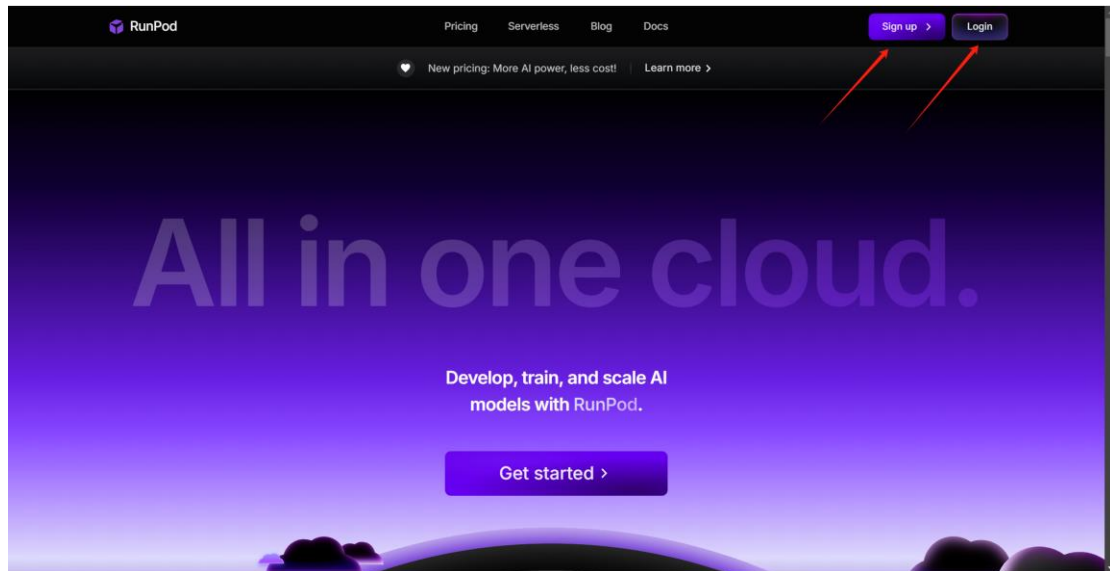 RunPod
Pricing Serverless Blog Docs
Sign up >
Login
New pricing: More AI power, less cost! Learn more >
All in one cloud.
Develop, train, and scale AI
models with RunPod.
Get started >